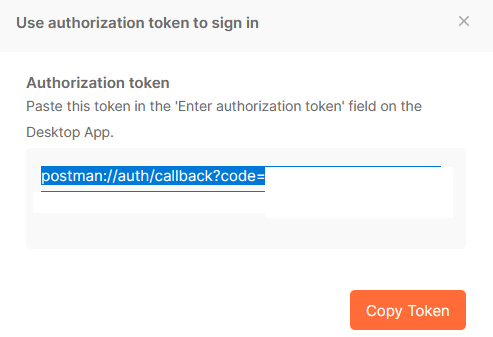 Use authorization token to sign in
Authorization token
Paste this token in the 'Enter authorization token' field on the
Desktop App.
postman://auth/callback?code=
Copy Token